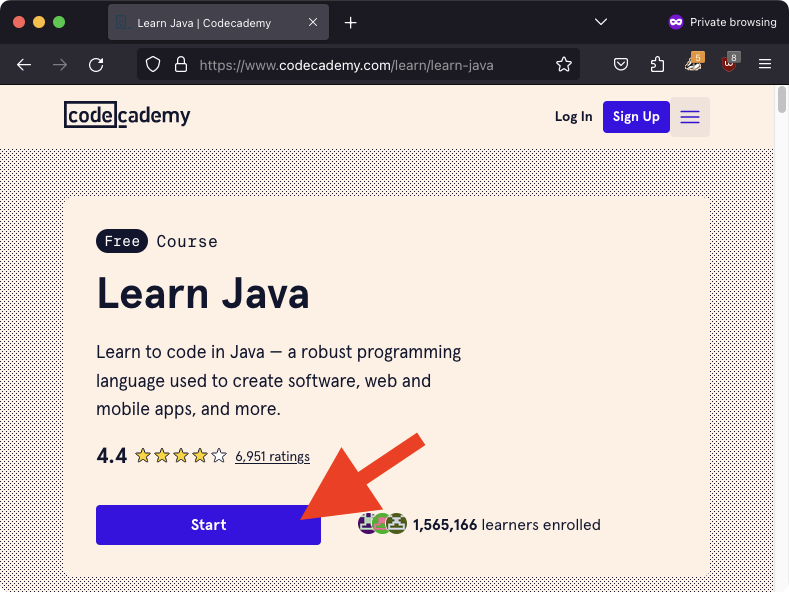 Learn Java | Codecademy
Private browsing
https://www.codecademy.com/learn/learn-java
5
8
codecademy
Log In
Sign Up
Free Course
Learn Java
Learn to code in Java — a robust programming
language used to create software, web and
mobile apps, and more.
4.4
6,951 ratings
Start
1,565,166 learners enrolled